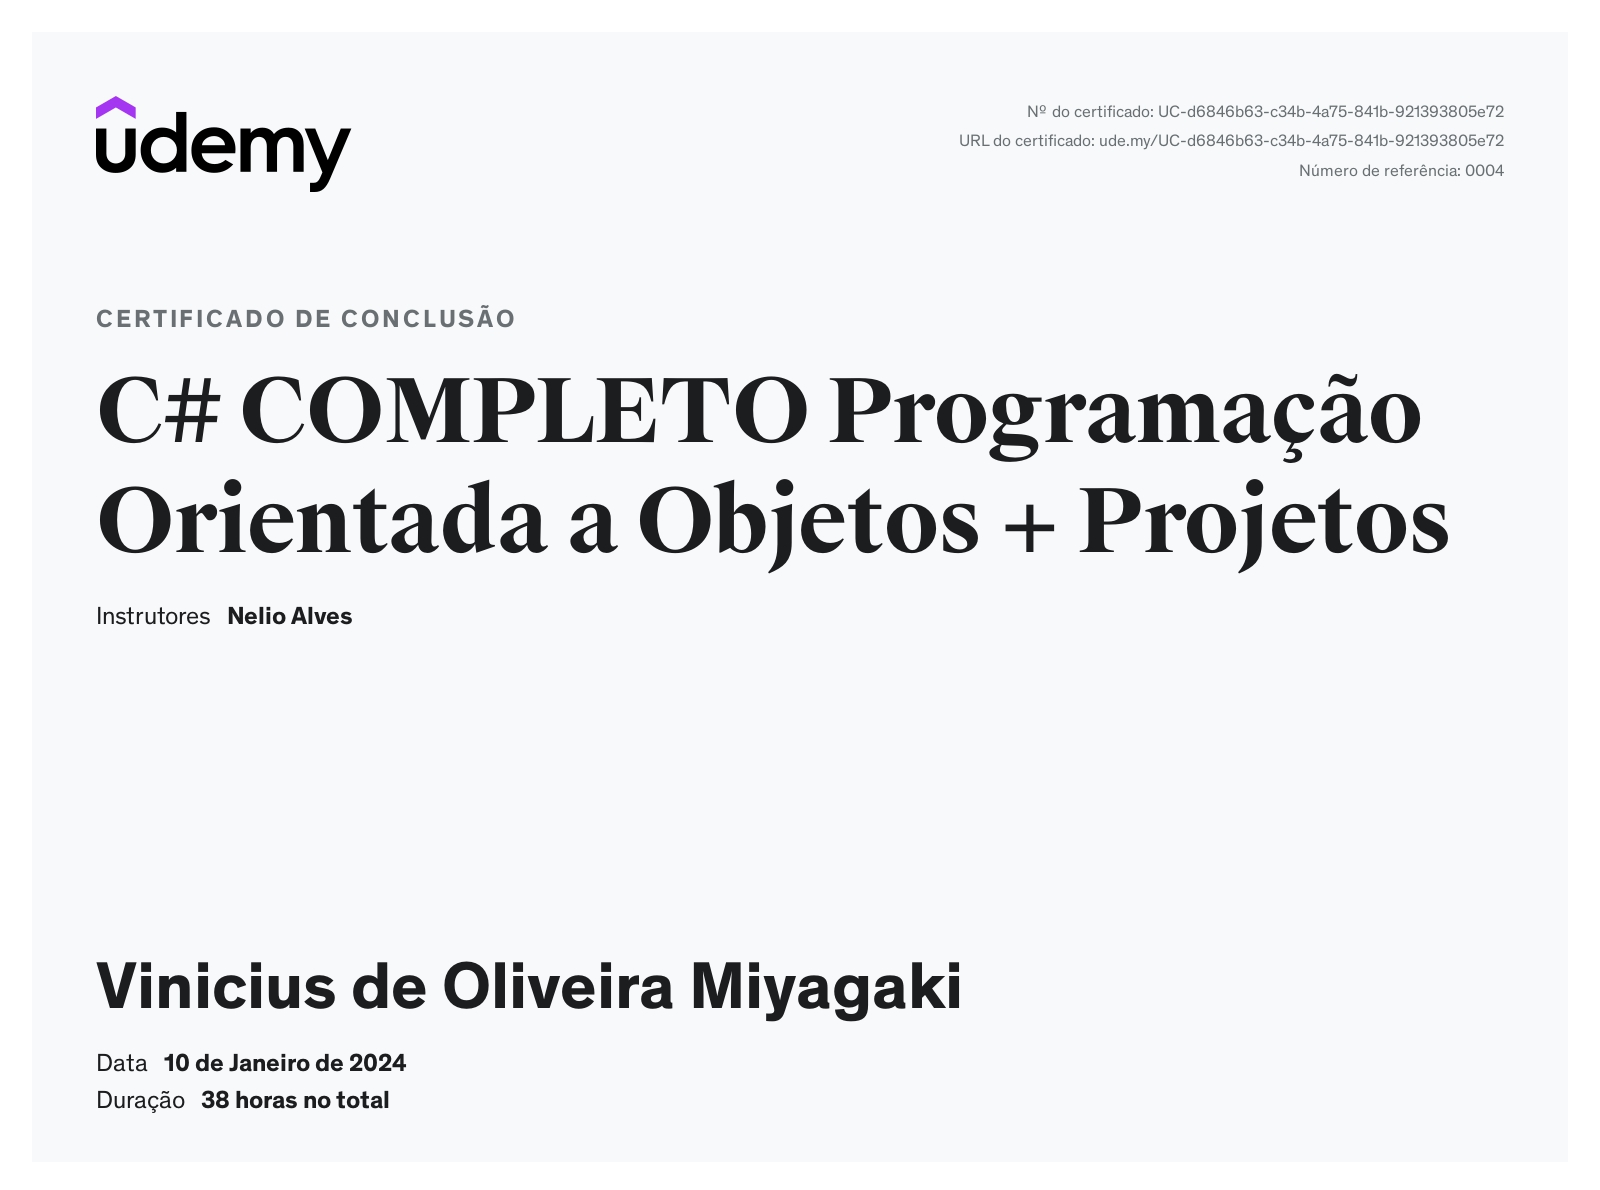 udemy
Nº do certificado: UC-d6846b63-c34b-4a75-841b-921393805e72
URL do certificado: ude.my/UC-d6846b63-c34b-4a75-841b-921393805e72
Número de referência: 0004
CERTIFICADO DE CONCLUSÃO
C# COMPLETO Programação
Orientada a Objetos + Projetos
Instrutores Nelio Alves
Vinicius de Oliveira Miyagaki
Data 10 de Janeiro de 2024
Duração 38 horas no total